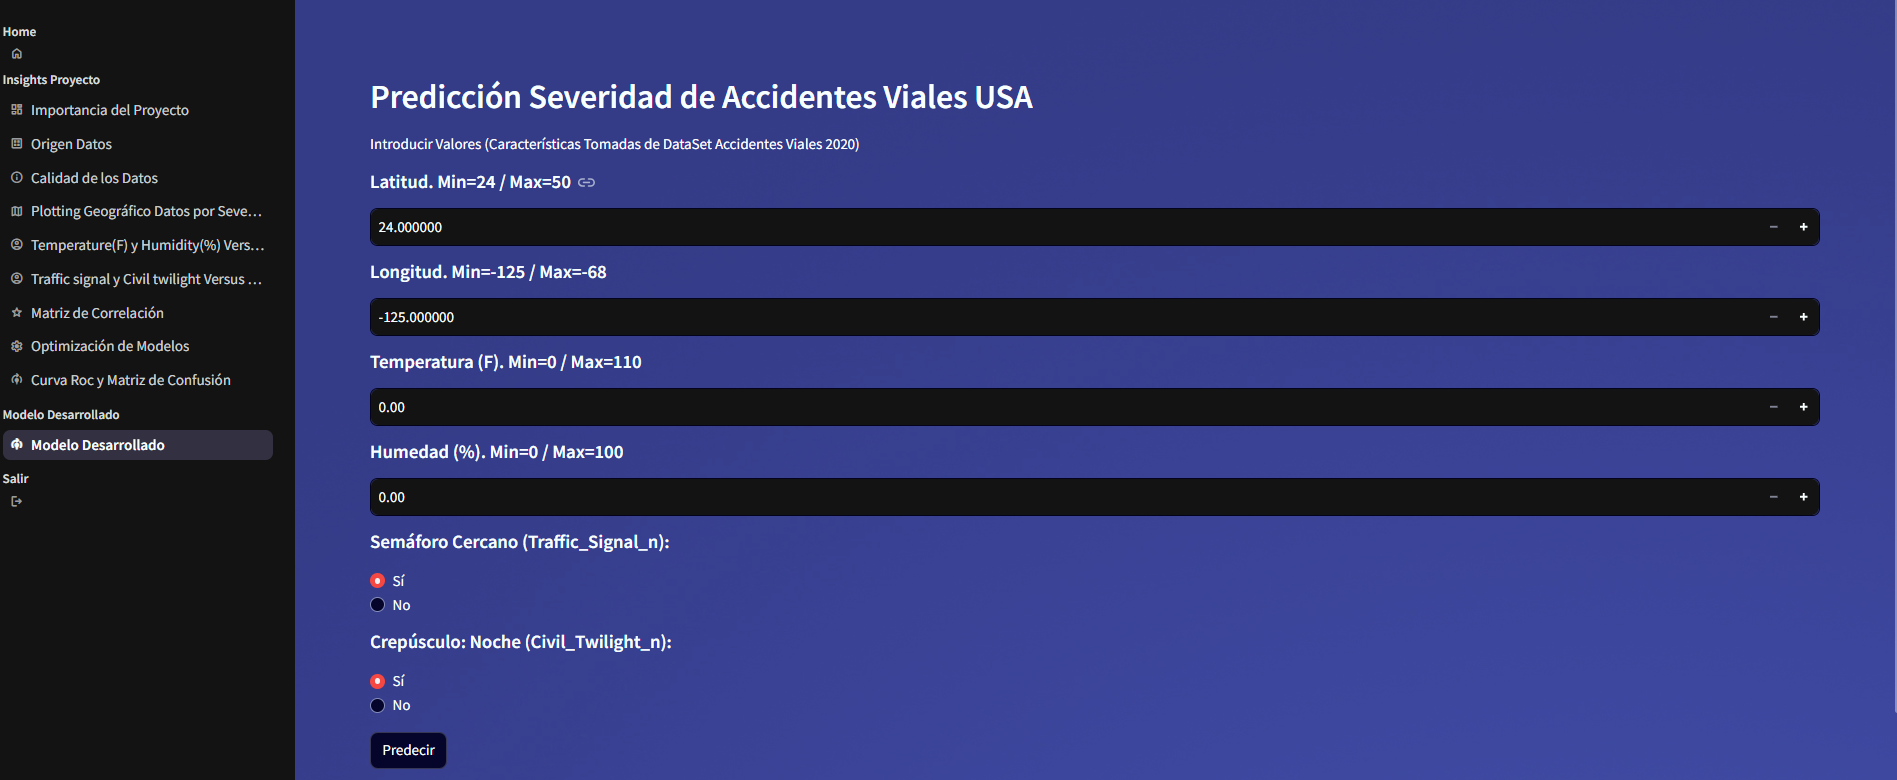 Home
Insights Proyecto
Importancia del Proyecto
Origen Datos
Calidad de los Datos
Plotting Geográfico Datos por Seve...
Temperature(F) y Humidity(%) Vers...
Traffic signal y Civil twilight Versus ...
Matriz de Correlación
Optimización de Modelos
Curva Roc y Matriz de Confusión
Modelo Desarrollado
Modelo Desarrollado
Salir
Predicción Severidad de Accidentes Viales USA
Introducir Valores (Características Tomadas de DataSet Accidentes Viales 2020)
Latitud. Min=24 / Max=50
24.000000
Longitud. Min=-125 / Max=-68
-125.000000
Temperatura (F). Min=0 / Max=110
0.00
Humedad (%). Min=0 / Max=100
0.00
Semáforo Cercano (Traffic_Signal_n):
Sí
No
Crepúsculo: Noche (Civil_Twilight_n):
Sí
No
Predecir